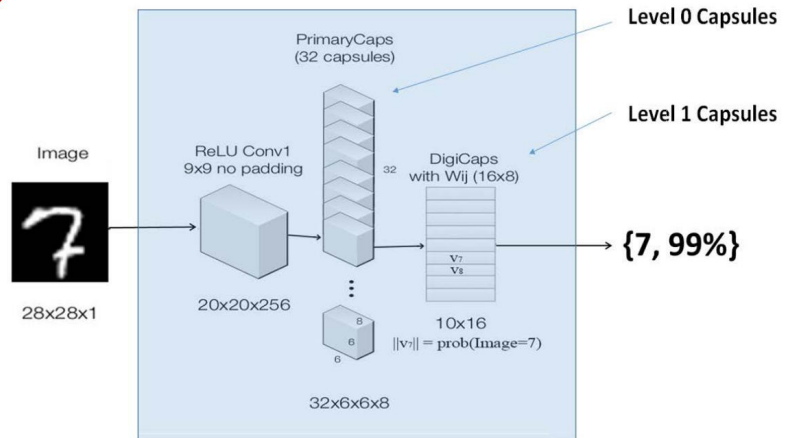 Level 0 Capsules
PrimaryCaps
(32 capsules)
Level 1 Capsules
Image
ReLU Conv1
9x9 no padding
32
DigiCaps
with Wij (16x8)
{7, 99%}
v7
v8
28x28x1
20x20x256
8
6
6
10x16
||v7|| = prob(Image=7)
32x6x6x8